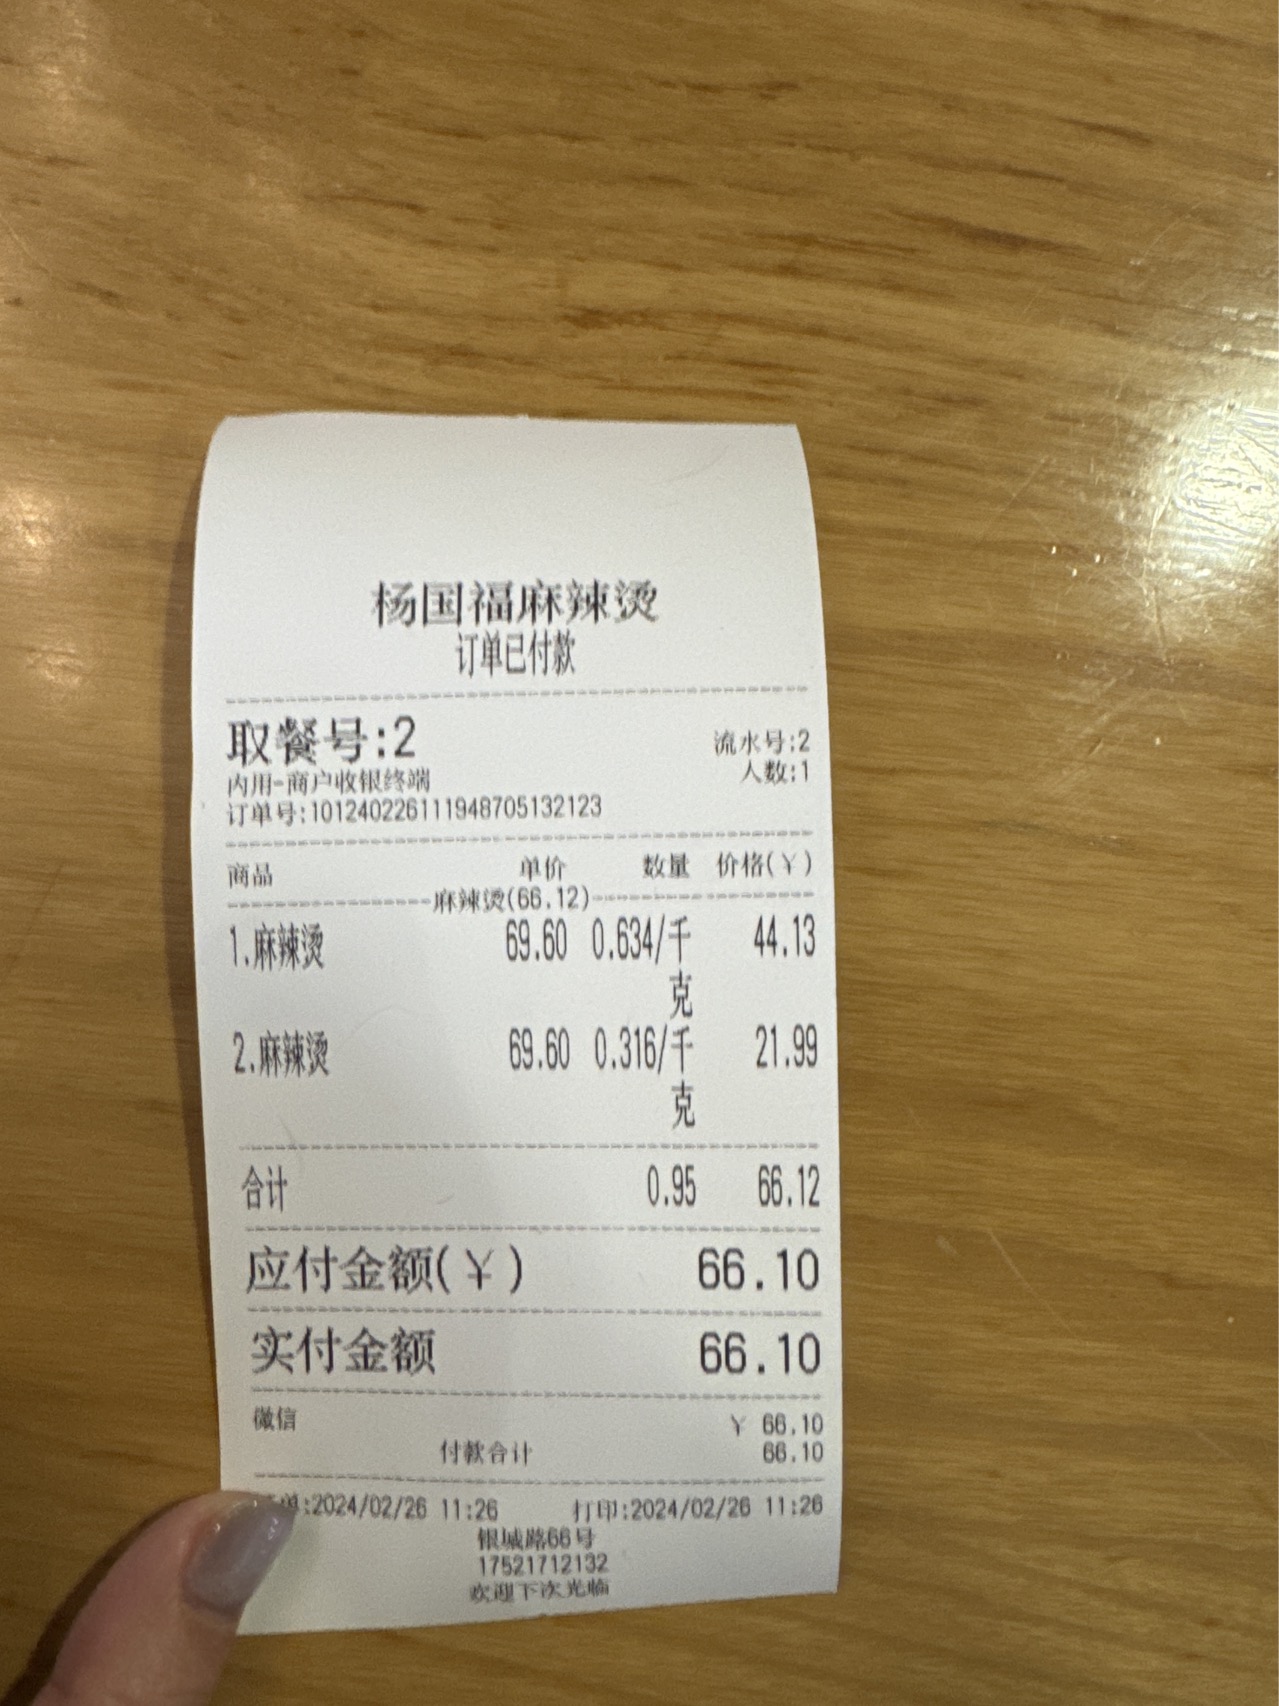 杨国福麻辣烫
订单已付款
取餐号:2
流水号:2
内用-商户收银终端
人数:1
订单号:101240226111948705132123
商品 单价 数量 价格(¥)
麻辣烫(66.12)
1.麻辣烫 69.60 0.634/千 44.13
克
2.麻辣烫 69.60 0.316/千 21.99
克
合计 0.95 66.12
应付金额(¥) 66.10
实付金额 66.10
微信 ¥ 66.10
付款合计 66.10
单:2024/02/26 11:26 打印:2024/02/26 11:26
银城路66号
17521712132
欢迎下次光临